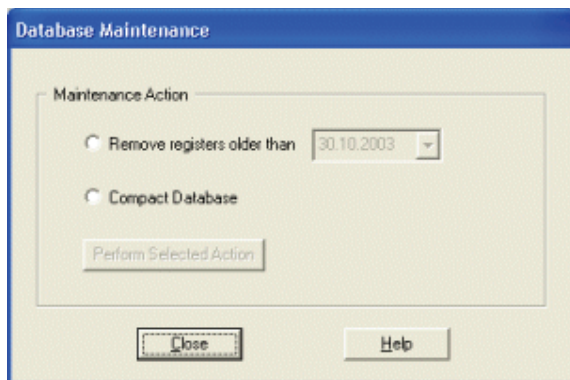 Database Maintenance
Maintenance Action
Remove registers older than 30.10.2003
Compact Database
Perform Selected Action
Close Help